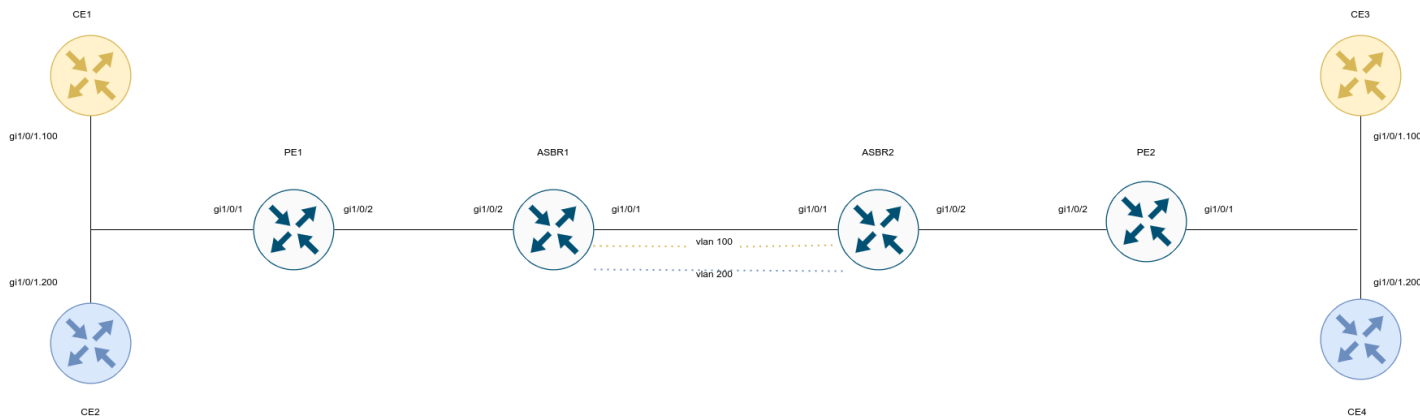 CE1
CE3
gi1/0/1.100
gi1/0/1.100
PE1
ASBR1
ASBR2
PE2
gi1/0/1
gi1/0/2
gi1/0/2
gi1/0/1
gi1/0/1
gi1/0/2
gi1/0/2
gi1/0/1
vlan 100
vlan 200
gi1/0/1.200
gi1/0/1.200
CE2
CE4